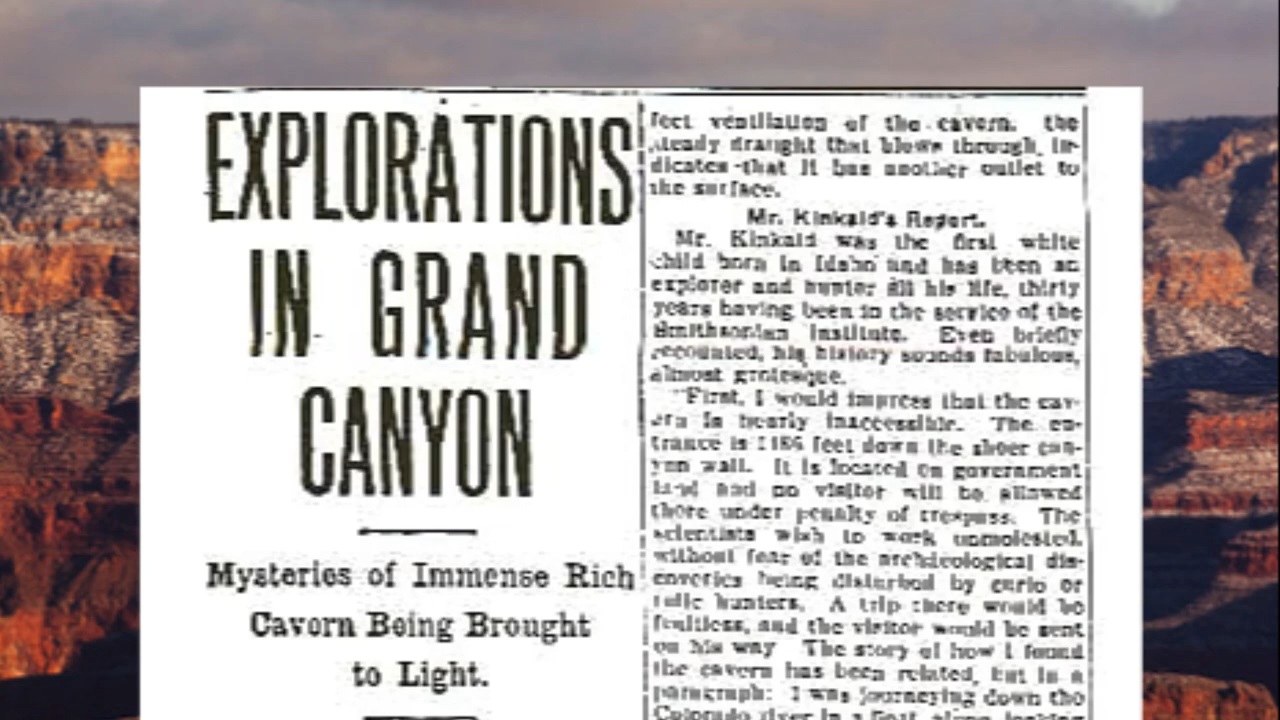 EXPLORATIONS
IN GRAND
CANYON
Mysteries of Immense Rich
Cavern Being Brought
to Light.
fect ventilation of the cavern, the
steady draught that blows through, in-
dicates that it has another outlet to
the surface.
Mr. Kinkaid's Report.
Mr. Kinkaid was the first white
child born in Idaho and has been an
explorer and hunter all his life, thirty
years having been in the service of the
Smithsonian Institute. Even briefly
recounted, his history sounds fabulous,
almost grotesque.
"First, I would impress that the cav-
ern is nearly inaccessible. The en-
trance is 1486 feet down the sheer can-
yon wall. It is located on government
land and no visitor will be allowed
there under penalty of trespass. The
scientists wish to work unmolested,
without fear of the archeological dis-
coveries being disturbed by curio or
relic hunters. A trip there would be
fruitless, and the visitor would be sent
on his way. The story of how I found
the cavern has been related, but in a
paragraph: I was journeying down the
Colorado river in a boat, alone, looking